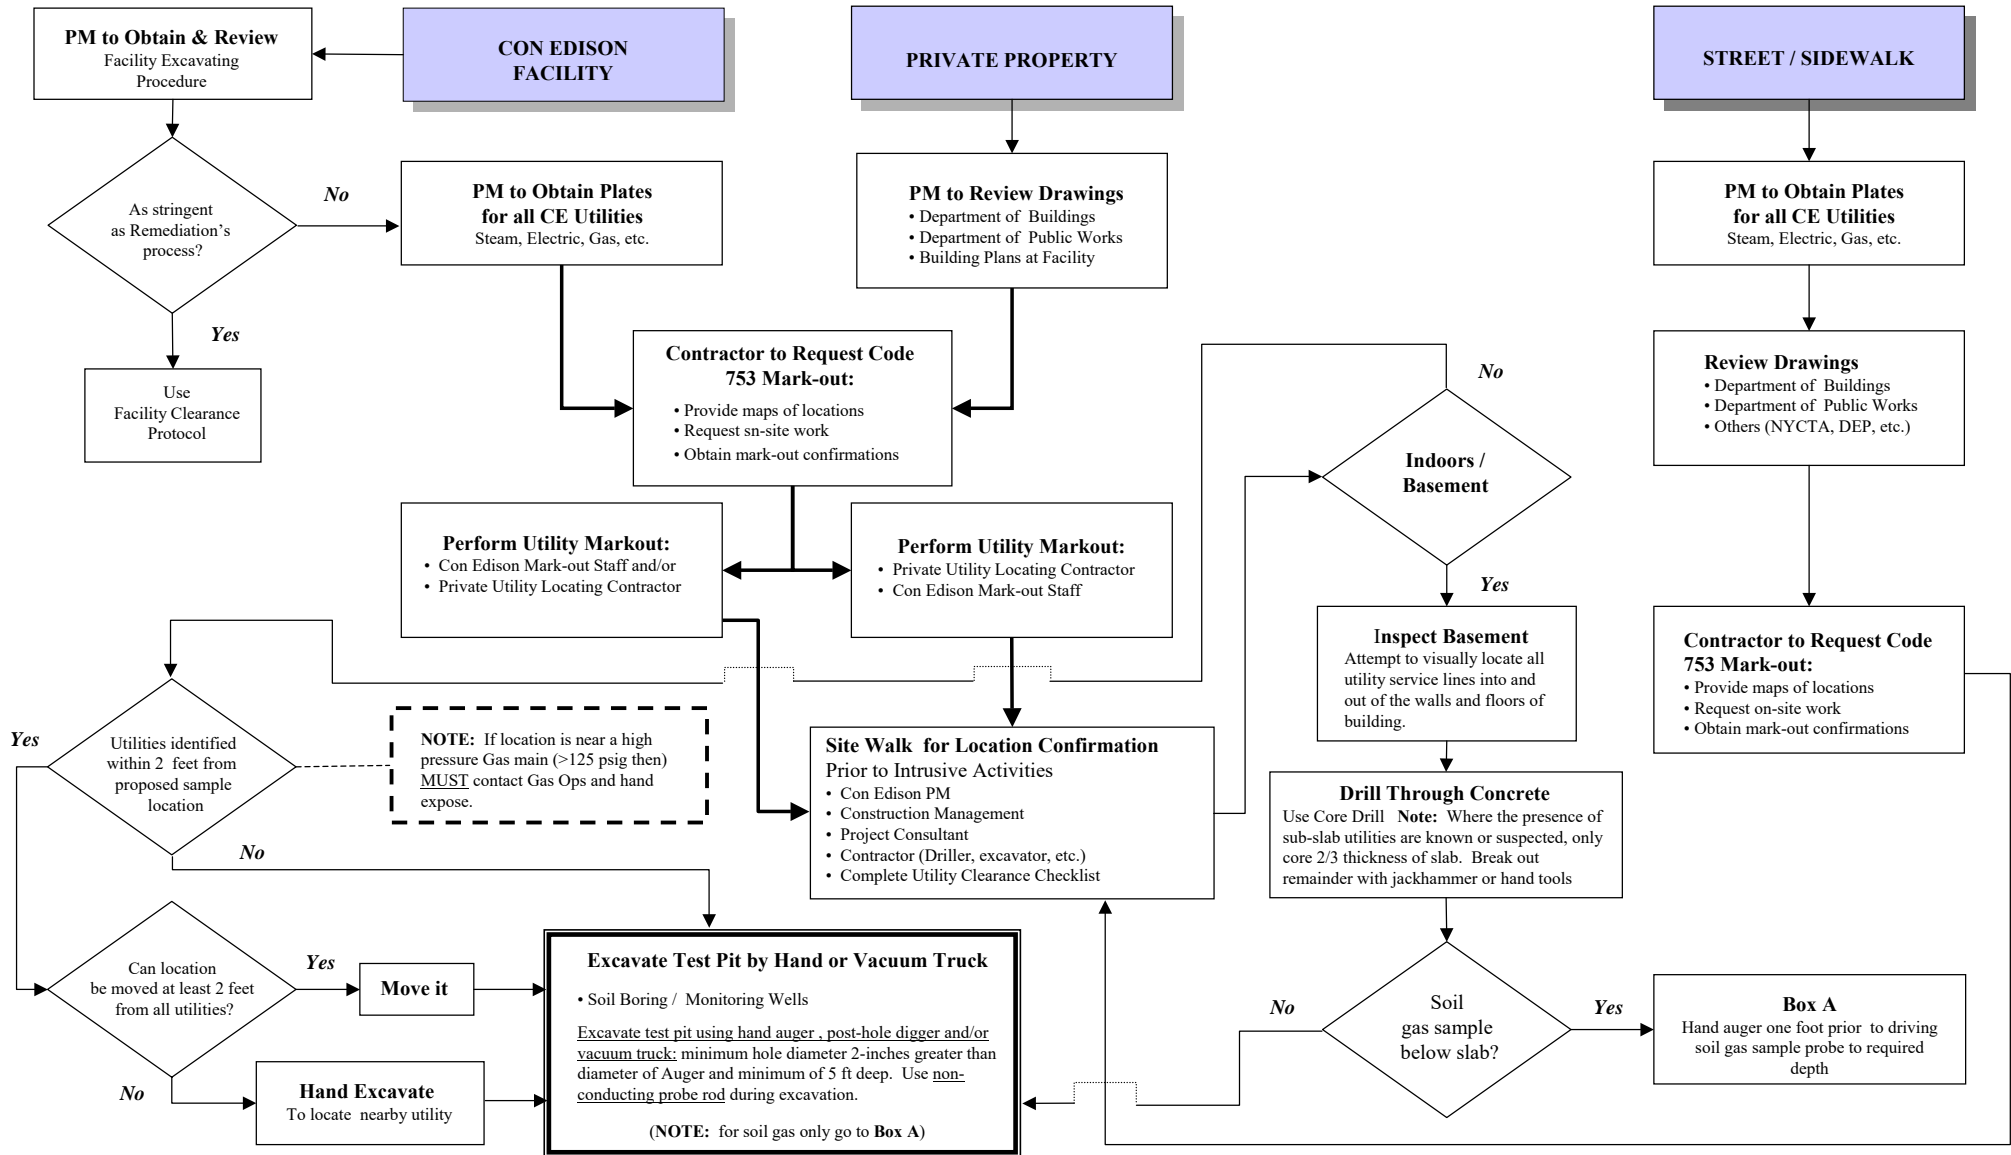 PM to Obtain & Review
Facility Excavating
Procedure
CON EDISON
FACILITY
PRIVATE PROPERTY
STREET / SIDEWALK
As stringent
as Remediation's
process?
No
Yes
Use
Facility Clearance
Protocol
PM to Obtain Plates
for all CE Utilities
Steam, Electric, Gas, etc.
PM to Review Drawings
• Department of Buildings
• Department of Public Works
• Building Plans at Facility
PM to Obtain Plates
for all CE Utilities
Steam, Electric, Gas, etc.
Contractor to Request Code
753 Mark-out:
• Provide maps of locations
• Request sn-site work
• Obtain mark-out confirmations
No
Indoors /
Basement
Yes
Review Drawings
• Department of Buildings
• Department of Public Works
• Others (NYCTA, DEP, etc.)
Perform Utility Markout:
• Con Edison Mark-out Staff and/or
• Private Utility Locating Contractor
Perform Utility Markout:
• Private Utility Locating Contractor
• Con Edison Mark-out Staff
Inspect Basement
Attempt to visually locate all
utility service lines into and
out of the walls and floors of
building.
Contractor to Request Code
753 Mark-out:
• Provide maps of locations
• Request on-site work
• Obtain mark-out confirmations
Yes
Utilities identified
within 2 feet from
proposed sample
location
No
NOTE: If location is near a high
pressure Gas main (>125 psig then)
MUST contact Gas Ops and hand
expose.
Site Walk for Location Confirmation
Prior to Intrusive Activities
• Con Edison PM
• Construction Management
• Project Consultant
• Contractor (Driller, excavator, etc.)
• Complete Utility Clearance Checklist
Drill Through Concrete
Use Core Drill Note: Where the presence of
sub-slab utilities are known or suspected, only
core 2/3 thickness of slab. Break out
remainder with jackhammer or hand tools
Can location
be moved at least 2 feet
from all utilities?
Yes
Move it
No
Hand Excavate
To locate nearby utility
Excavate Test Pit by Hand or Vacuum Truck
• Soil Boring / Monitoring Wells
Excavate test pit using hand auger , post-hole digger and/or
vacuum truck: minimum hole diameter 2-inches greater than
diameter of Auger and minimum of 5 ft deep. Use non-
conducting probe rod during excavation.
(NOTE: for soil gas only go to Box A)
No
Soil
gas sample
below slab?
Yes
Box A
Hand auger one foot prior to driving
soil gas sample probe to required
depth